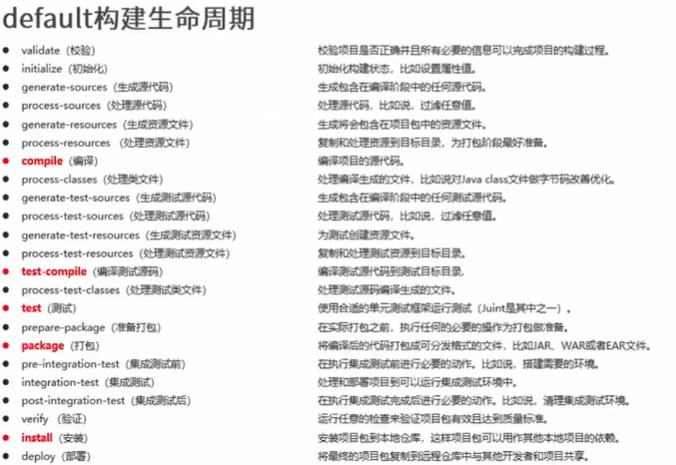 default构建生命周期
validate（校验） 校验项目是否正确并且所有必要的信息可以完成项目的构建过程。
initialize（初始化） 初始化构建状态，比如设置属性值。
generate-sources（生成源代码） 生成包含在编译阶段中的任何源代码。
process-sources（处理源代码） 处理源代码，比如说，过滤任意值。
generate-resources（生成资源文件） 生成将会包含在项目包中的资源文件。
process-resources （处理资源文件） 复制和处理资源到目标目录，为打包阶段最好准备。
compile（编译） 编译项目的源代码。
process-classes（处理类文件） 处理编译生成的文件，比如说对Java class文件做字节码改善优化。
generate-test-sources（生成测试源代码） 生成包含在编译阶段中的任何测试源代码。
process-test-sources（处理测试源代码） 处理测试源代码，比如说，过滤任意值。
generate-test-resources（生成测试资源文件） 为测试创建资源文件。
process-test-resources（处理测试资源文件） 复制和处理测试资源到目标目录。
test-compile（编译测试源码） 编译测试源代码到测试目标目录.
process-test-classes（处理测试类文件） 处理测试源码编译生成的文件。
test（测试） 使用合适的单元测试框架运行测试（Juint是其中之一）。
prepare-package（准备打包） 在实际打包之前，执行任何的必要的操作为打包做准备。
package（打包） 将编译后的代码打包成可分发格式的文件，比如JAR、WAR或者EAR文件。
pre-integration-test（集成测试前） 在执行集成测试前进行必要的动作。比如说，搭建需要的环境。
integration-test（集成测试） 处理和部署项目到可以运行集成测试环境中。
post-integration-test（集成测试后） 在执行集成测试完成后进行必要的动作。比如说，清理集成测试环境。
verify （验证） 运行任意的检查来验证项目包有效且达到质量标准。
install（安装） 安装项目包到本地仓库，这样项目包可以用作其他本地项目的依赖。
deploy（部署） 将最终的项目包复制到远程仓库中与其他开发者和项目共享。